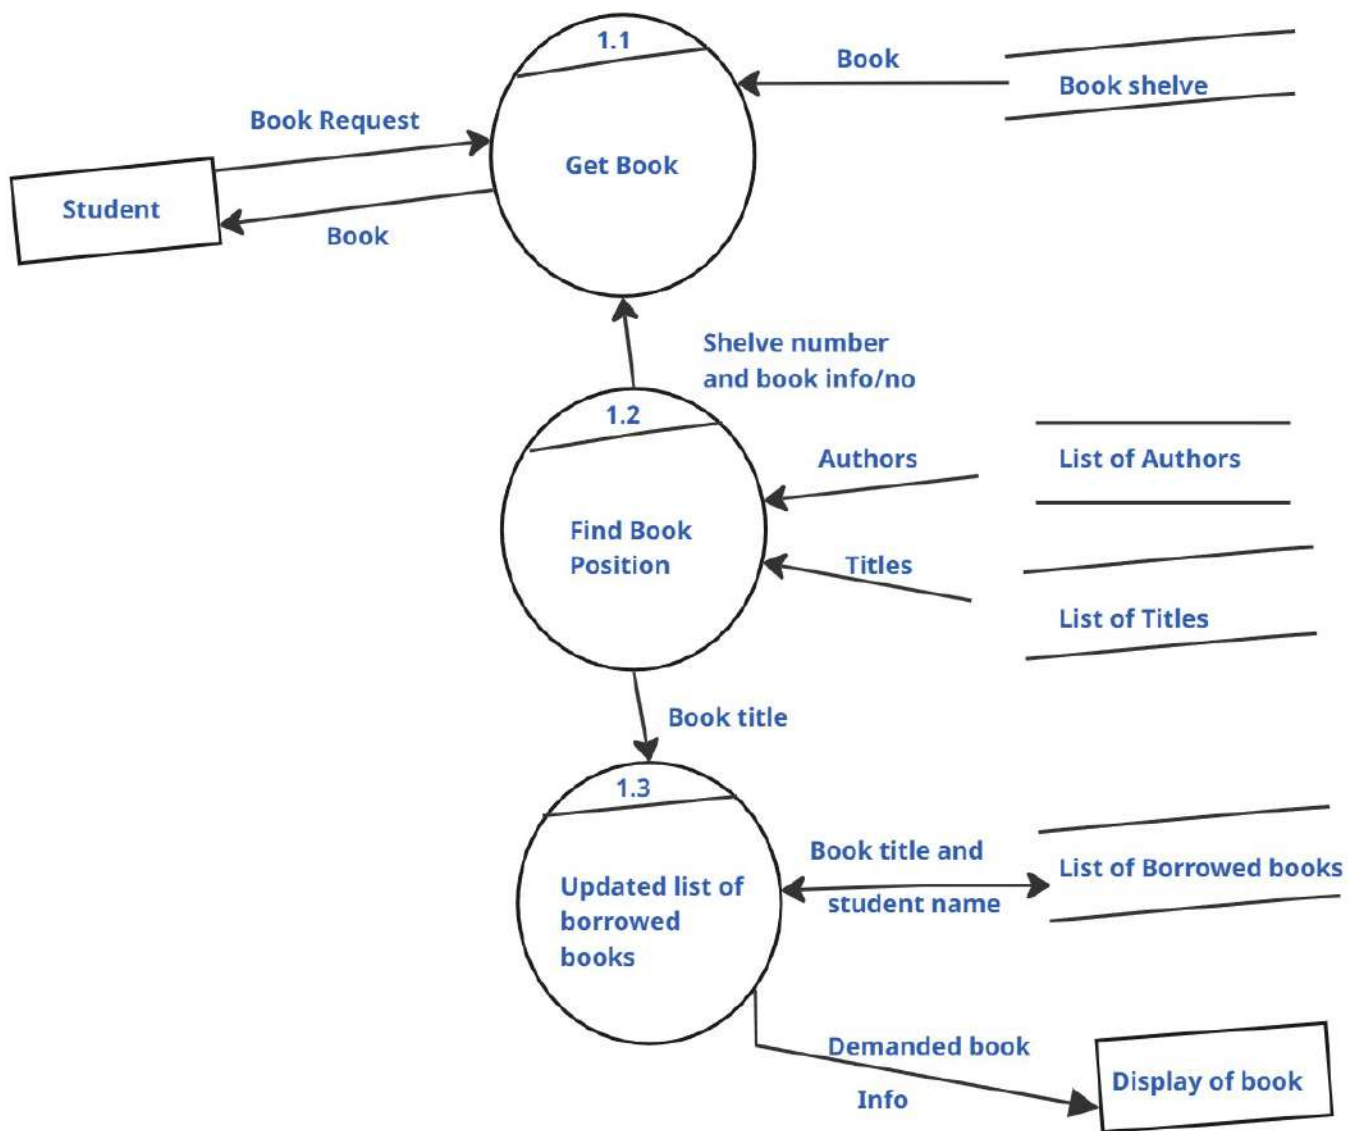 1.1
Book
Book shelve
Book Request
Get Book
Student
Book
Shelve number
and book info/no
1.2
Authors
List of Authors
Find Book
Position
Titles
List of Titles
Book title
1.3
Book title and
student name
List of Borrowed books
Updated list of
borrowed
books
Demanded book
Info
Display of book